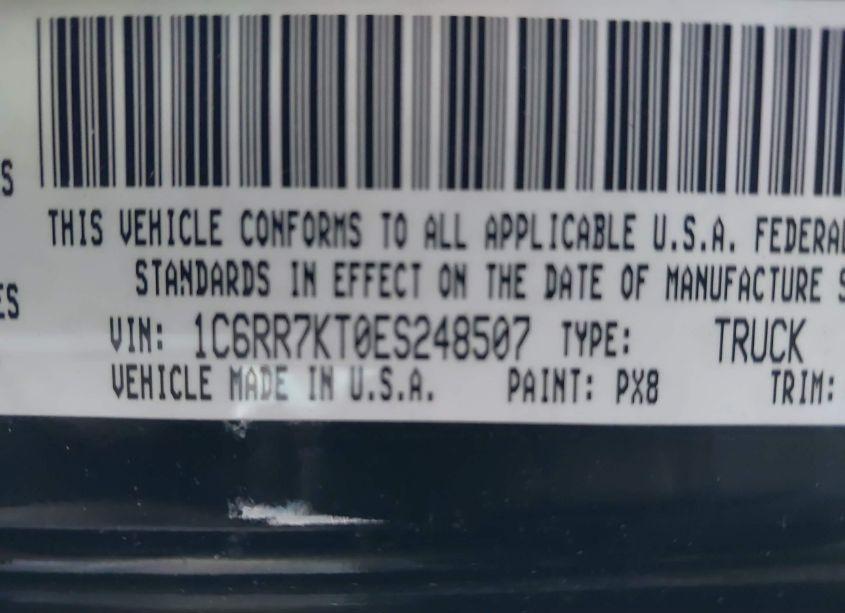 S
THIS VEHICLE CONFORMS TO ALL APPLICABLE U.S.A. FEDERAL
ES
STANDARDS IN EFFECT ON THE DATE OF MANUFACTURE S
VIN: 1C6RR7KT0ES248507 TYPE: TRUCK
VEHICLE MADE IN U.S.A. PAINT: PX8 TRIM: